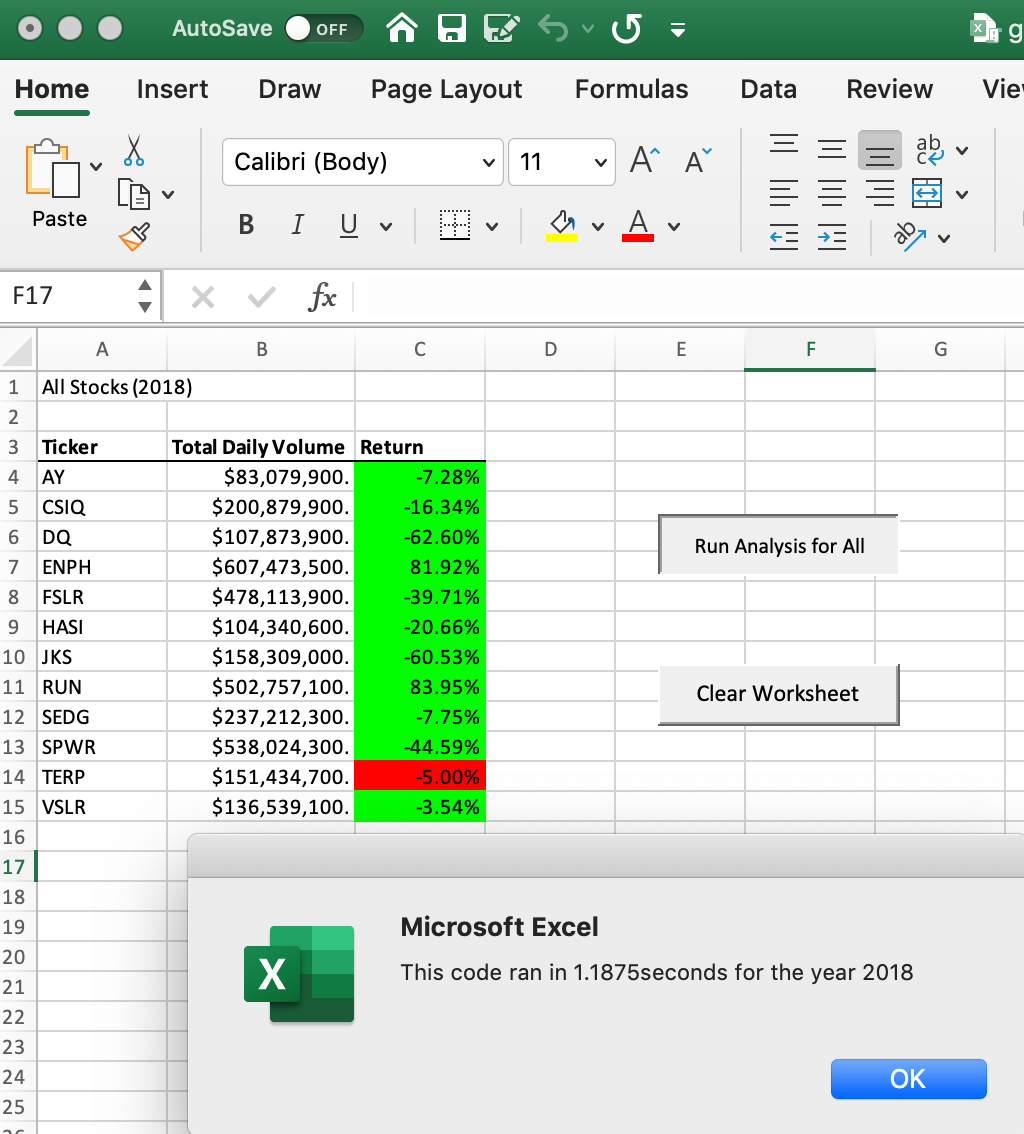 AutoSave OFF
Home Insert Draw Page Layout Formulas Data Review
Paste Calibri (Body) 11 A A ab
B I U A ab
F17 fx
A B C D E F G
1 All Stocks (2018)
2
3 Ticker Total Daily Volume Return
4 AY $83,079,900. -7.28%
5 CSIQ $200,879,900. -16.34%
6 DQ $107,873,900. -62.60%
7 ENPH $607,473,500. 81.92%
8 FSLR $478,113,900. -39.71%
9 HASI $104,340,600. -20.66%
10 JKS $158,309,000. -60.53%
11 RUN $502,757,100. 83.95%
12 SEDG $237,212,300. -7.75%
13 SPWR $538,024,300. -44.59%
14 TERP $151,434,700. -5.00%
15 VSLR $136,539,100. -3.54%
Run Analysis for All
Clear Worksheet
16
17
18
19
20
21
22
23
24
25
Microsoft Excel
X
This code ran in 1.1875seconds for the year 2018
OK